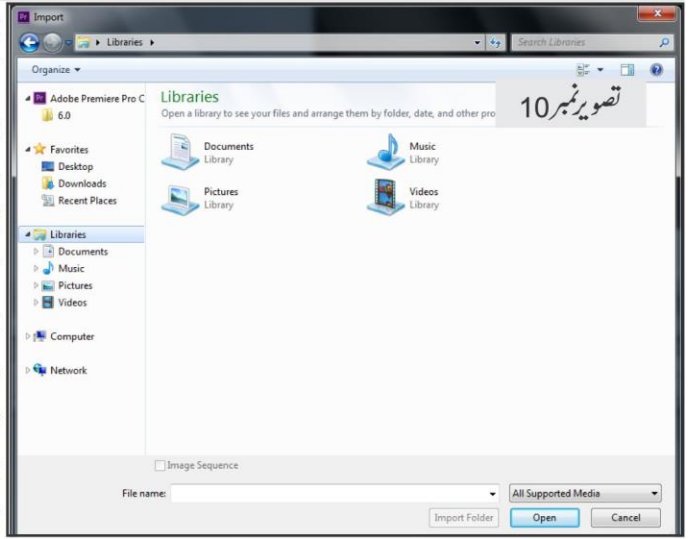 Import
Libraries
Search Libraries
Organize
Adobe Premiere Pro C
6.0
Favorites
Desktop
Downloads
Recent Places
Libraries
Documents
Music
Pictures
Videos
Computer
Network
Libraries
Open a library to see your files and arrange them by folder, date, and other pro
تصویر نمبر 10
Documents
Library
Music
Library
Pictures
Library
Videos
Library
Image Sequence
File name:
All Supported Media
Import Folder
Open
Cancel